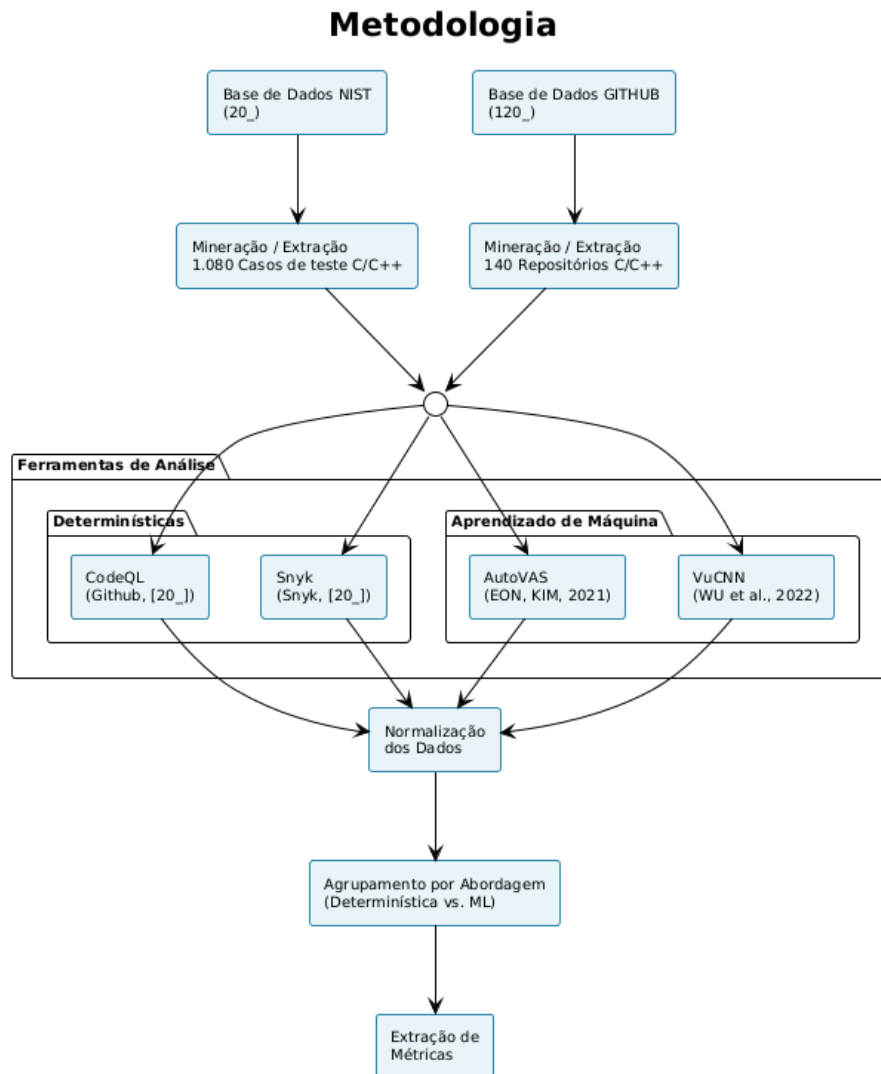 Metodologia
Base de Dados NIST
(20_)
Base de Dados GITHUB
(120_)
Mineração / Extração
1.080 Casos de teste C/C++
Mineração / Extração
140 Repositórios C/C++
Ferramentas de Análise
Determinísticas
CodeQL
(Github, [20_])
Snyk
(Snyk, [20_])
Aprendizado de Máquina
AutoVAS
(EON, KIM, 2021)
VuCNN
(WU et al., 2022)
Normalização
dos Dados
Agrupamento por Abordagem
(Determinística vs. ML)
Extração de
Métricas